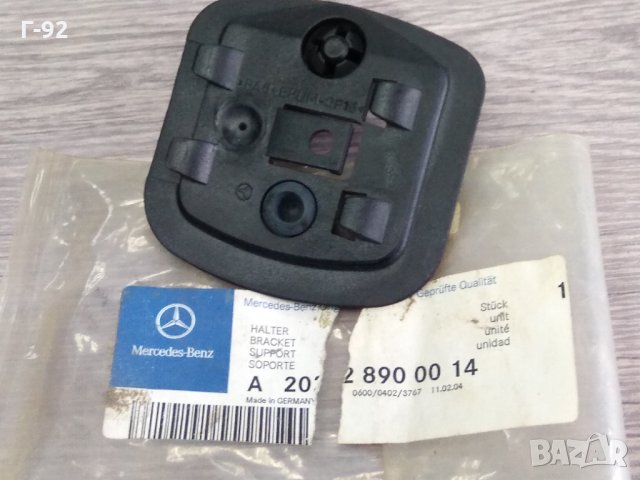 Г-92
Mercedes-Benz
Geprüfte Qualität
HALTER
BRACKET
SUPPORT
SOPORTE
Stück
unit
unité
unidad
1
Mercedes-Benz
A 20
2 890 00 14
Made in GERMANY
0600/0402/3767 11.02.04
BAZAR